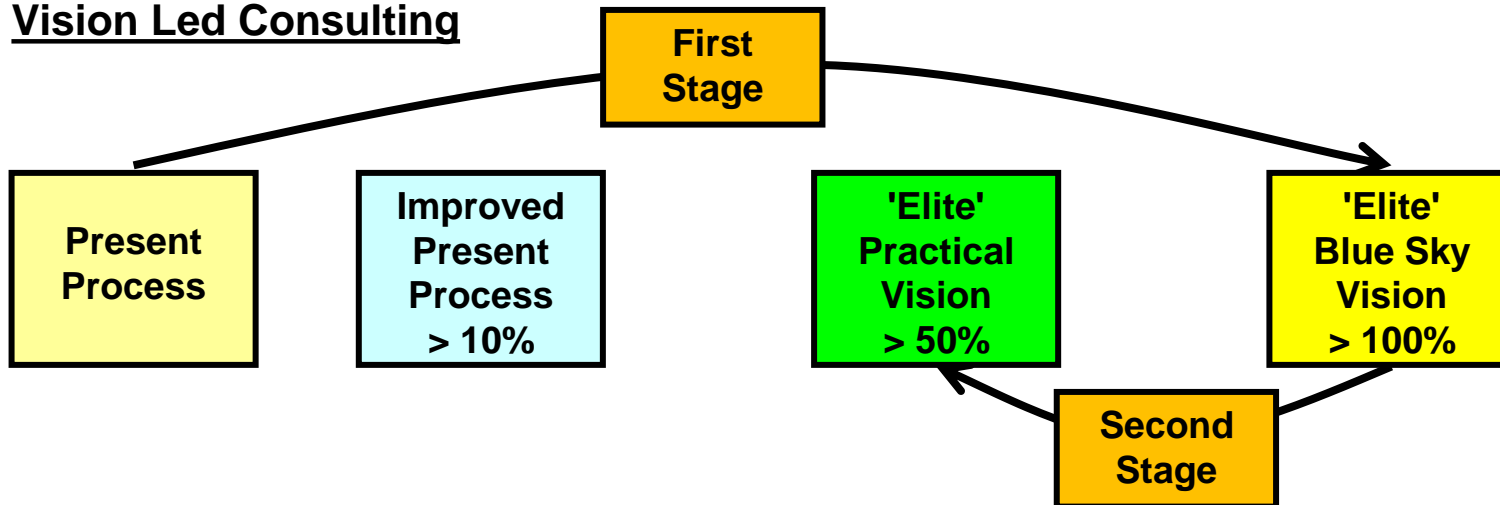 Vision Led Consulting
First
Stage
Present
Process
Improved
Present
Process
> 10%
'Elite'
Practical
Vision
> 50%
'Elite'
Blue Sky
Vision
> 100%
Second
Stage